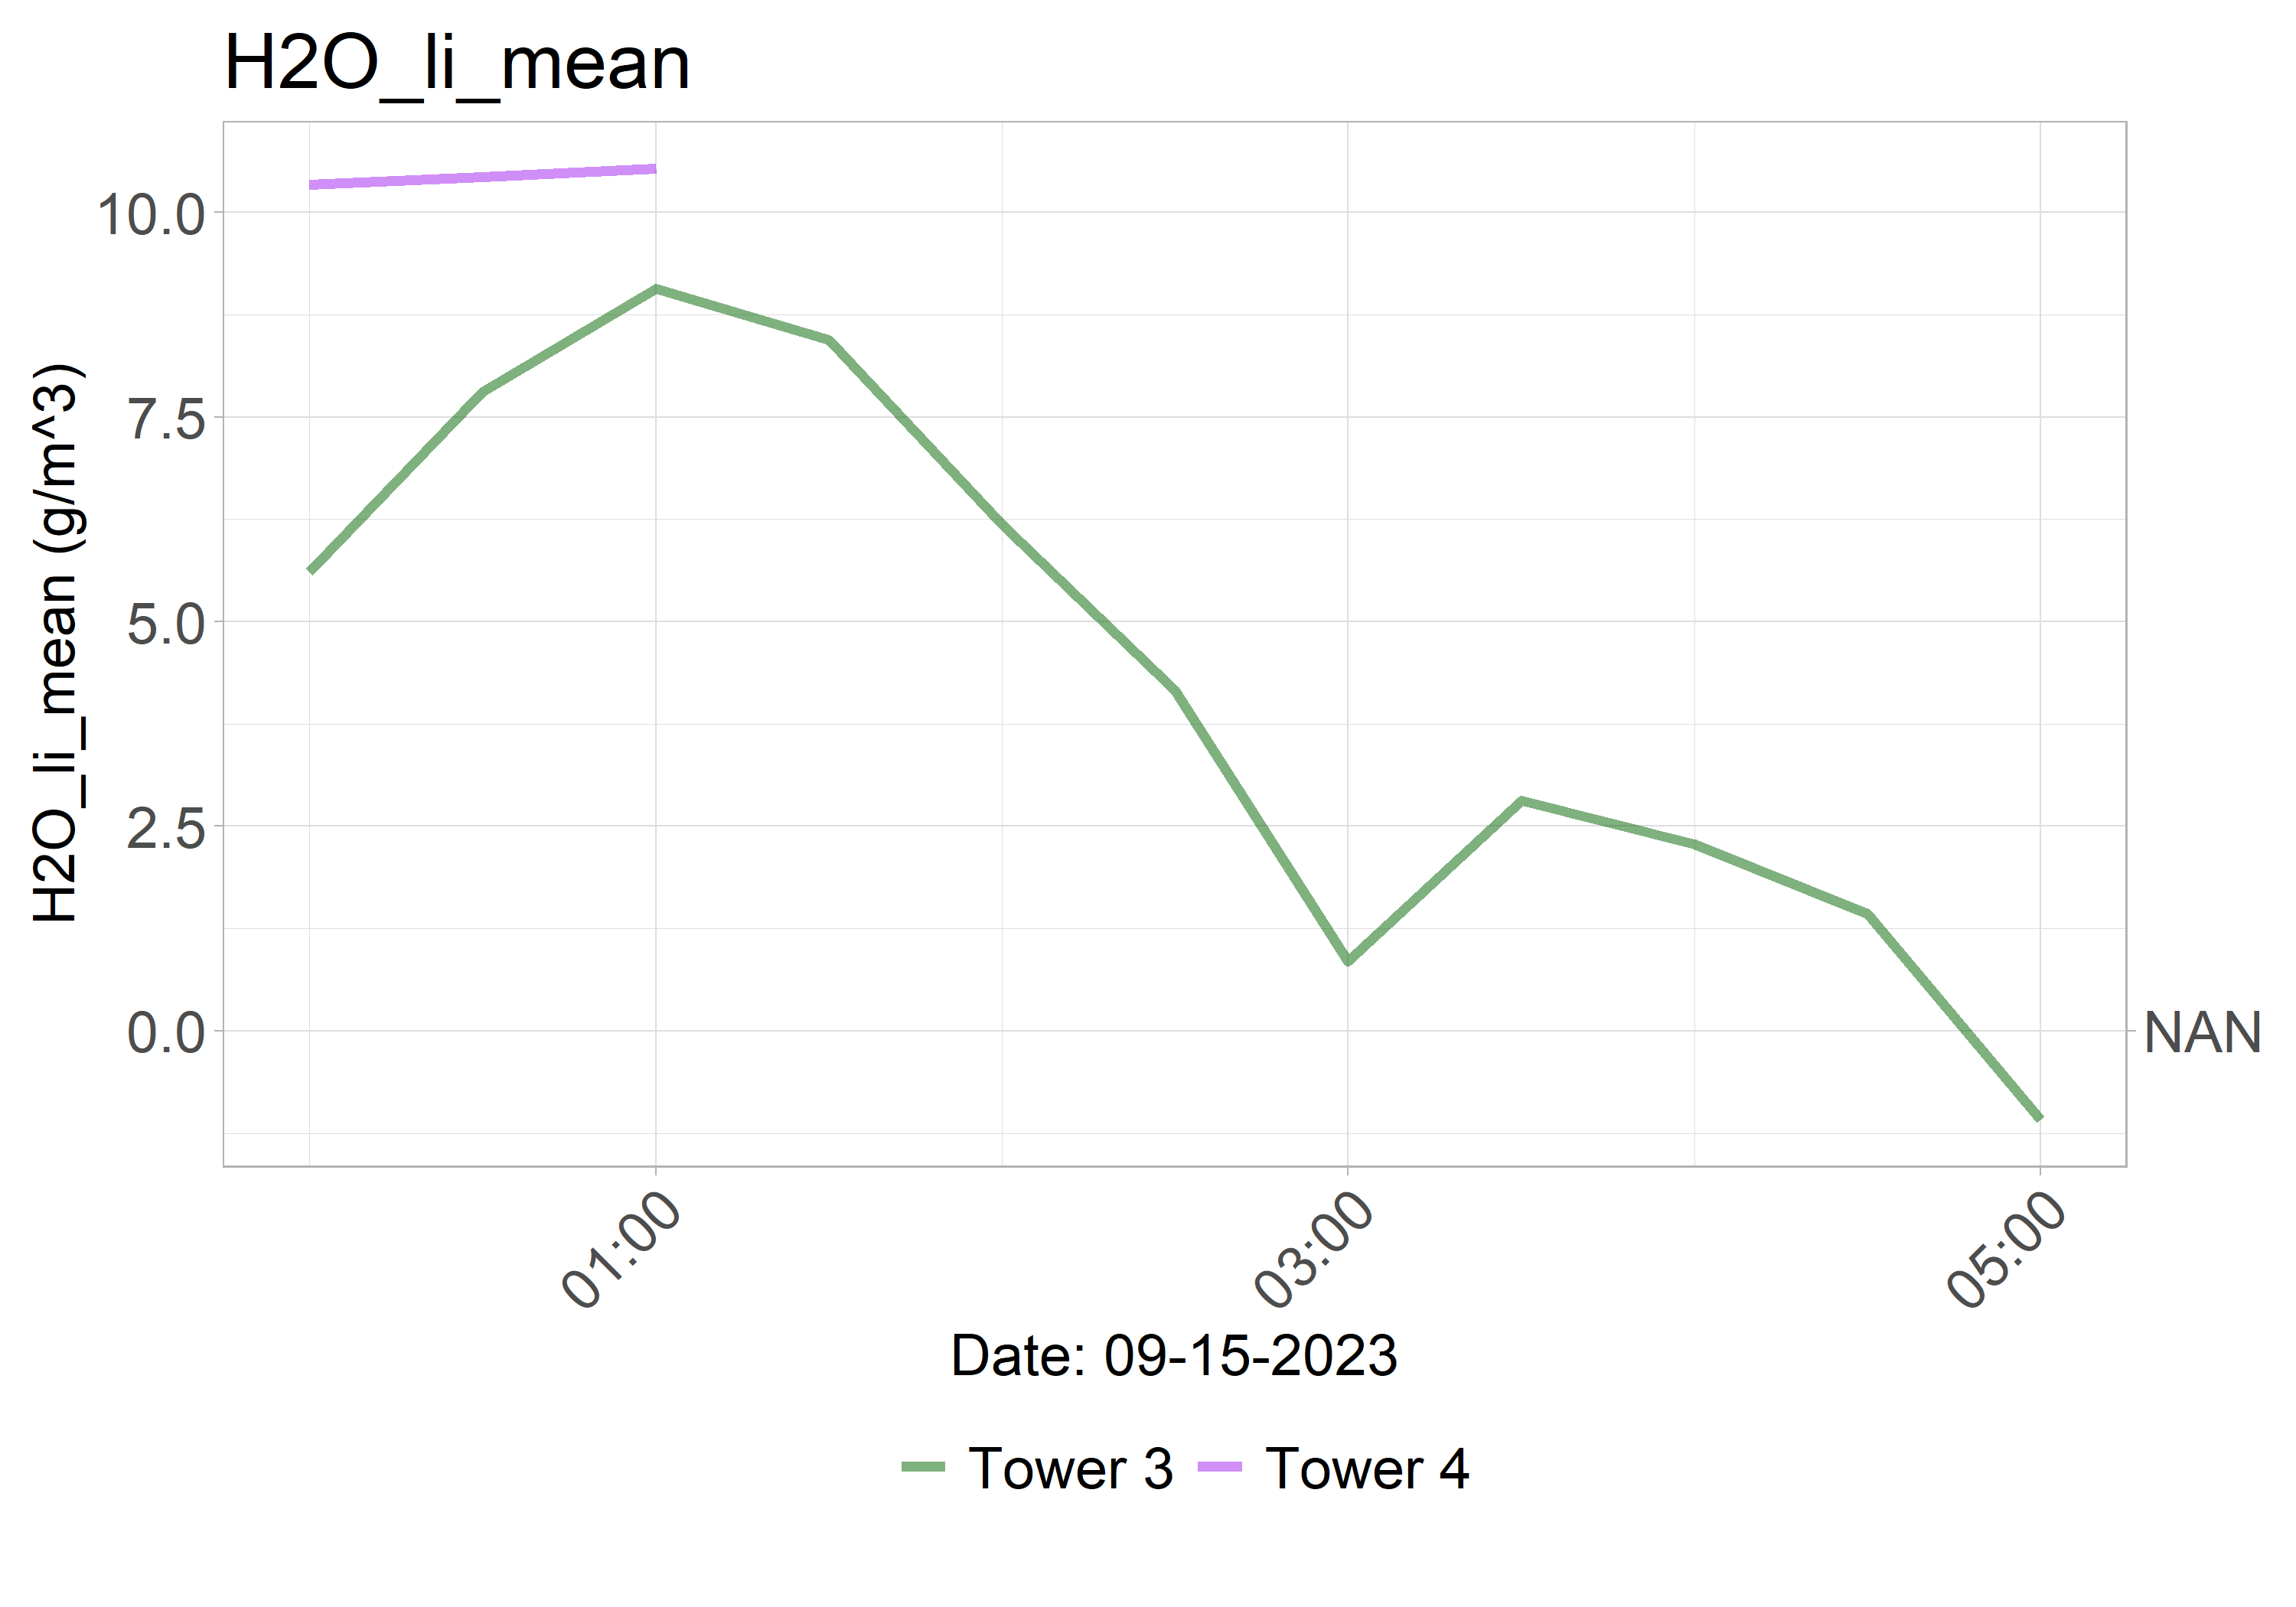 H2O_li_mean
H2O_li_mean (g/m^3)
10.0
7.5
5.0
2.5
0.0
NAN
01:00
03:00
05:00
Date: 09-15-2023
Tower 3
Tower 4